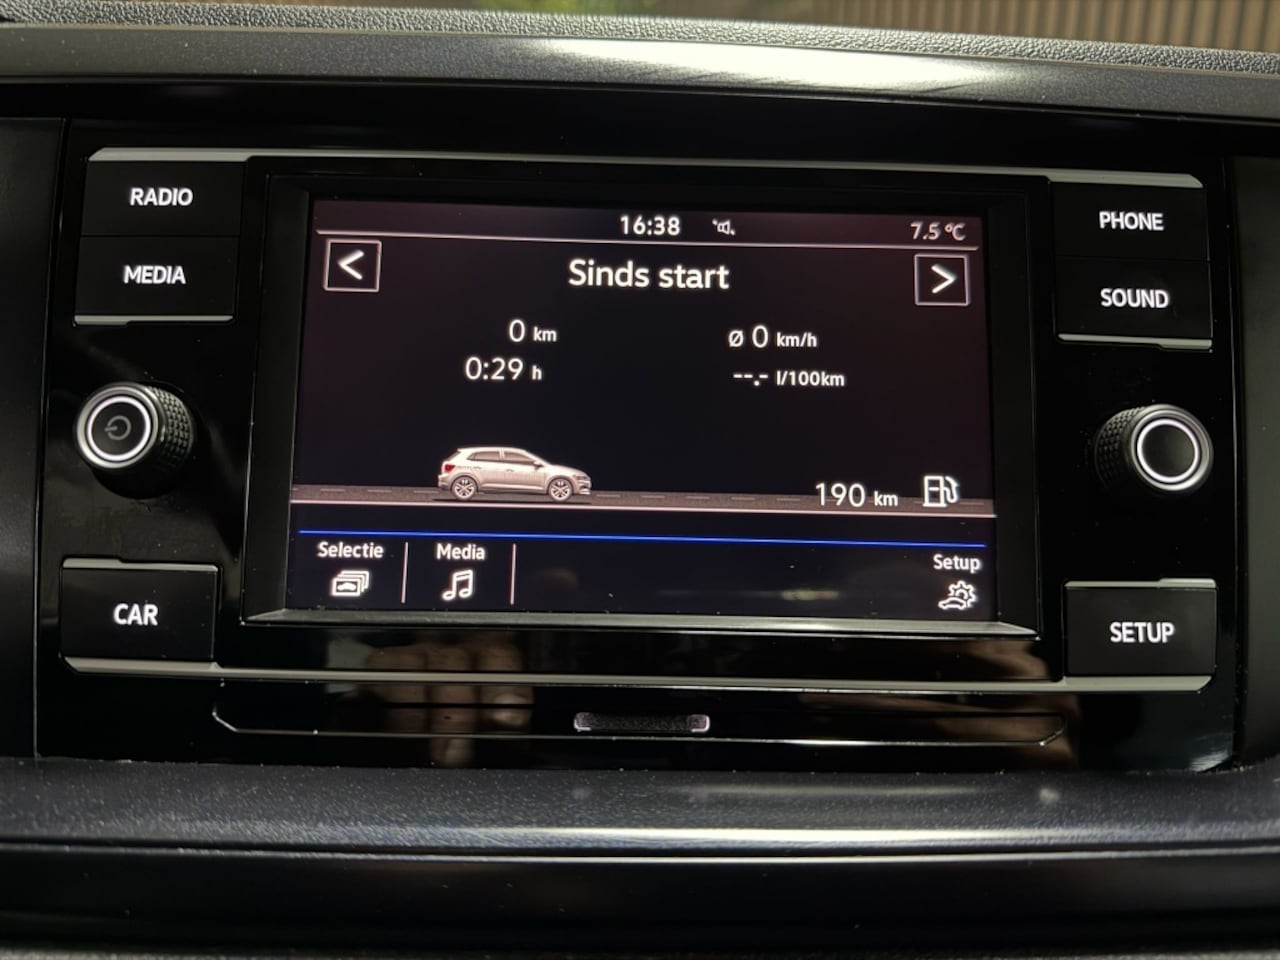 RADIO
MEDIA
CAR
16:38
7.5 °C
<
Sinds start
>
0 km
Ø 0 km/h
0:29 h
--.- l/100km
190 km
Selectie
Media
Setup
PHONE
SOUND
SETUP